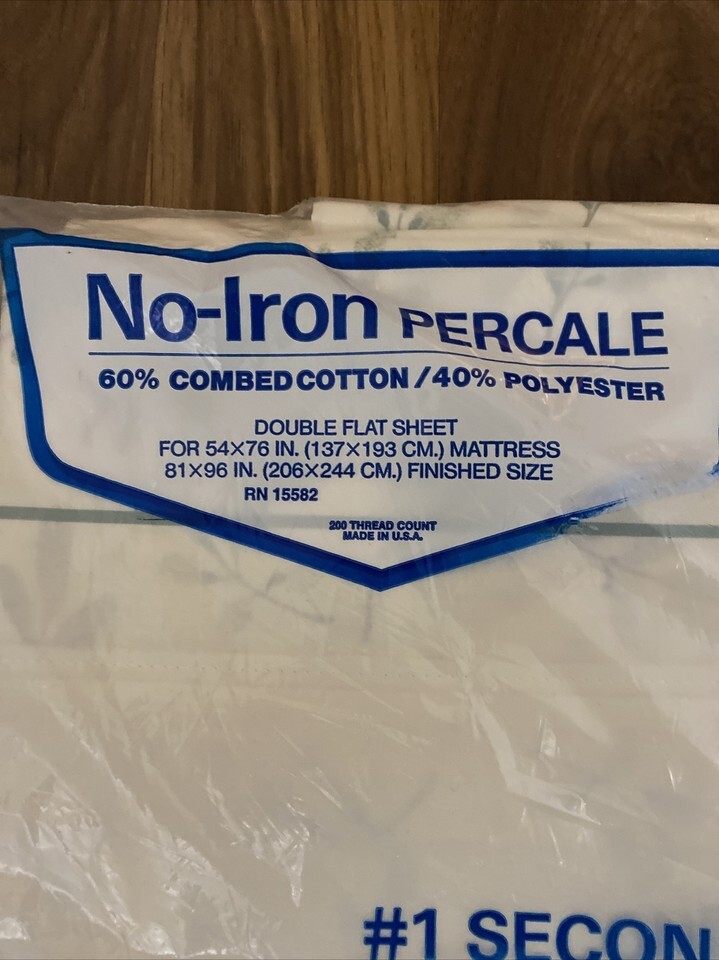 No-Iron PERCALE
60% COMBED COTTON / 40% POLYESTER
DOUBLE FLAT SHEET
FOR 54×76 IN. (137×193 CM.) MATTRESS
81×96 IN. (206×244 CM.) FINISHED SIZE
RN 15582
200 THREAD COUNT
MADE IN U.S.A.
#1 SECON